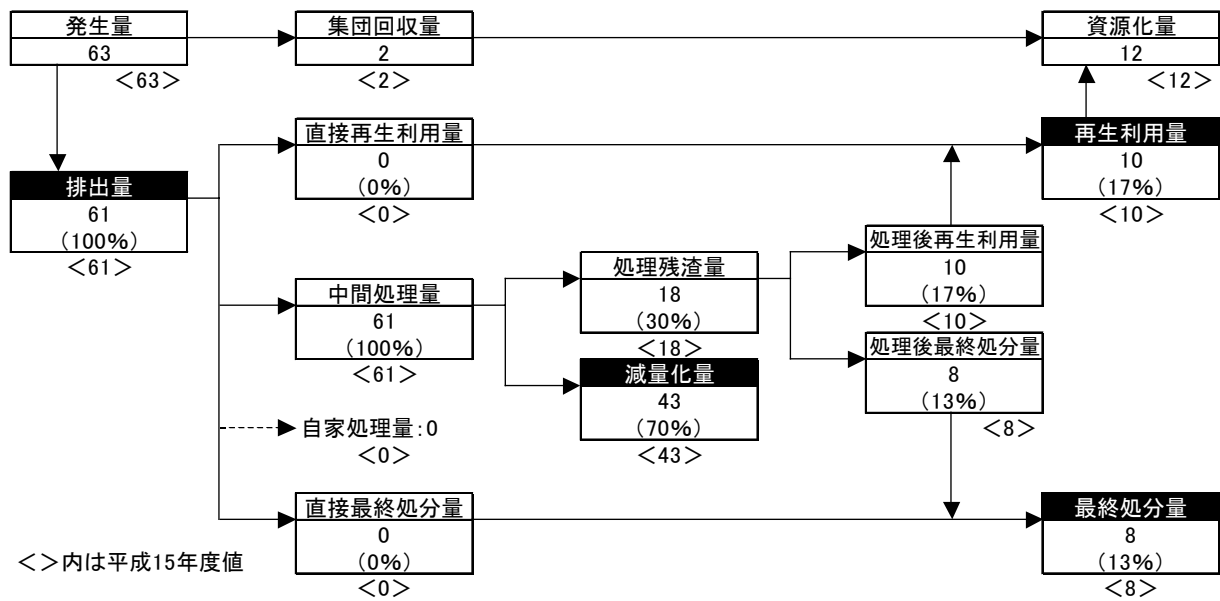 発生量
63
<63>
集団回収量
2
<2>
資源化量
12
<12>
直接再生利用量
0
(0%)
<0>
再生利用量
10
(17%)
<10>
排出量
61
(100%)
<61>
中間処理量
61
(100%)
<61>
処理残渣量
18
(30%)
<18>
処理後再生利用量
10
(17%)
<10>
減量化量
43
(70%)
<43>
処理後最終処分量
8
(13%)
<8>
自家処理量:0
<0>
直接最終処分量
0
(0%)
<0>
最終処分量
8
(13%)
<8>
<>内は平成15年度値